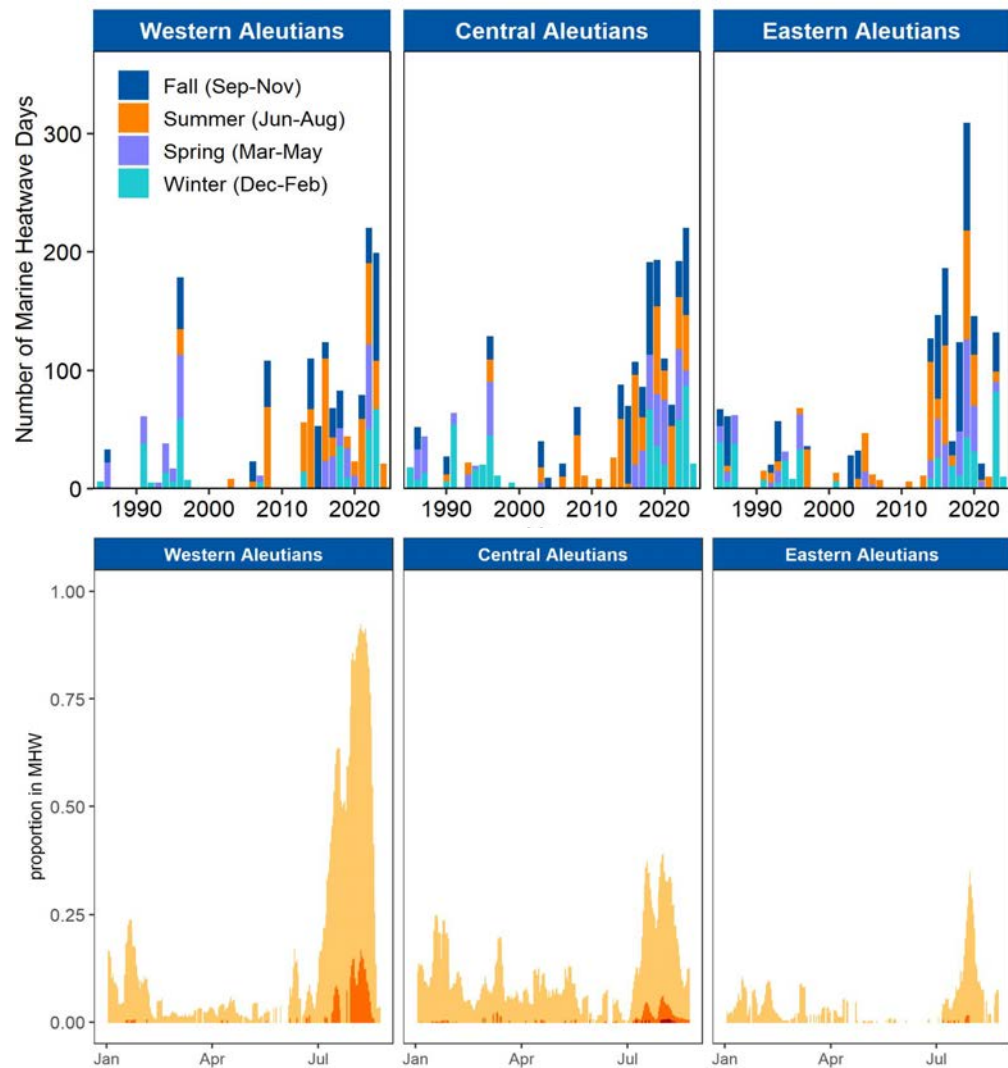 Western Aleutians
Central Aleutians
Eastern Aleutians
Number of Marine Heatwave Days
300
200
100
0
Fall (Sep-Nov)
Summer (Jun-Aug)
Spring (Mar-May
Winter (Dec-Feb)
1990 2000 2010 2020
1990 2000 2010 2020
1990 2000 2010 2020
Western Aleutians
Central Aleutians
Eastern Aleutians
proportion in MHW
1.00
0.75
0.50
0.25
0.00
Jan Apr Jul
Jan Apr Jul
Jan Apr Jul